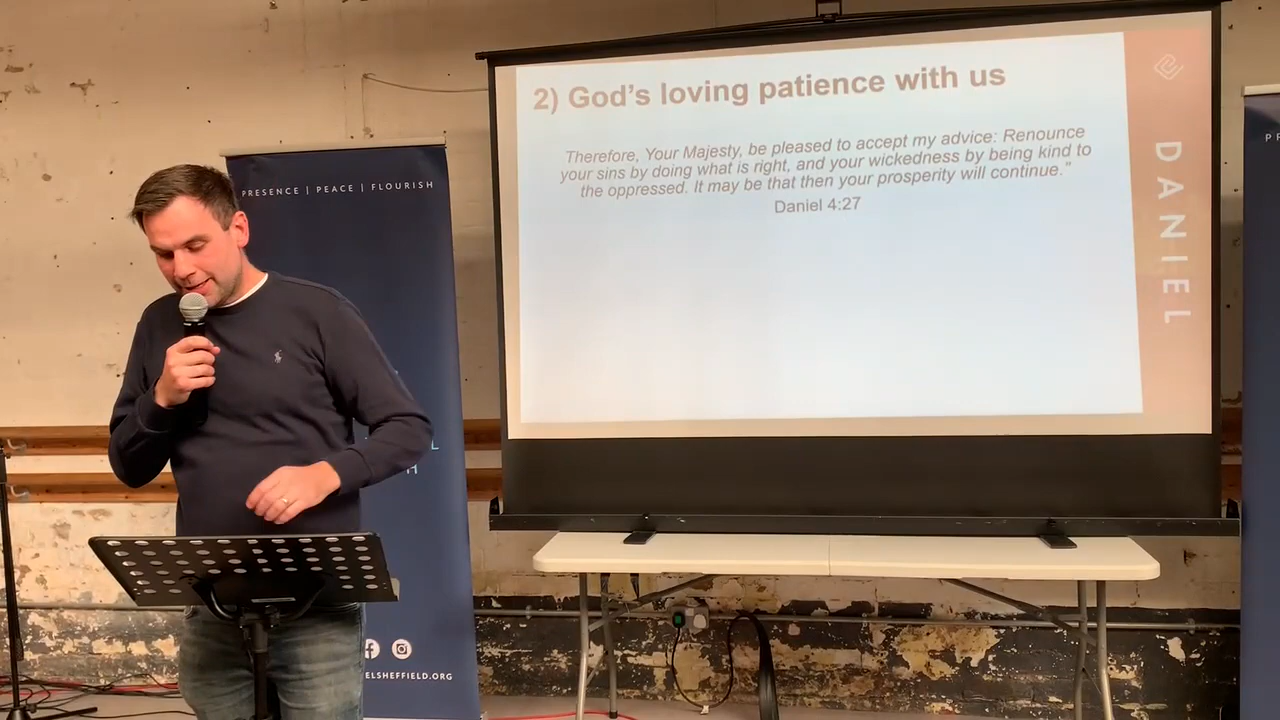 2) God's loving patience with us
Therefore, Your Majesty, be pleased to accept my advice: Renounce
your sins by doing what is right, and your wickedness by being kind to
the oppressed. It may be that then your prosperity will continue."
Daniel 4:27
DANIEL
PRESENCE | PEACE | FLOURISH
ELSHEFFIELD.ORG